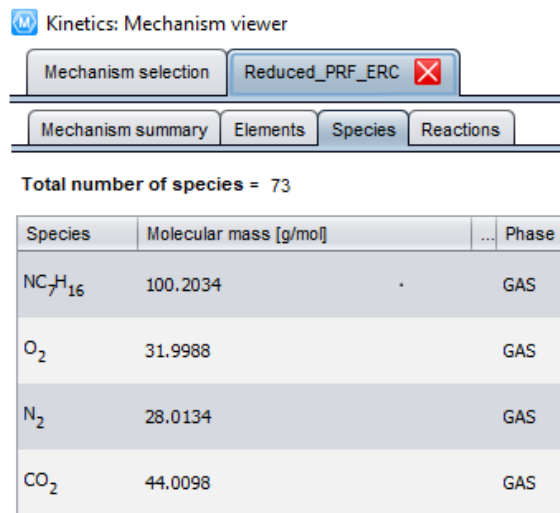 Kinetics: Mechanism viewer
Mechanism selection Reduced_PRF_ERC
Mechanism summary Elements Species Reactions
Total number of species = 73
Species Molecular mass [g/mol] ... Phase
NC₇H₁₆ 100.2034 GAS
O₂ 31.9988 GAS
N₂ 28.0134 GAS
CO₂ 44.0098 GAS